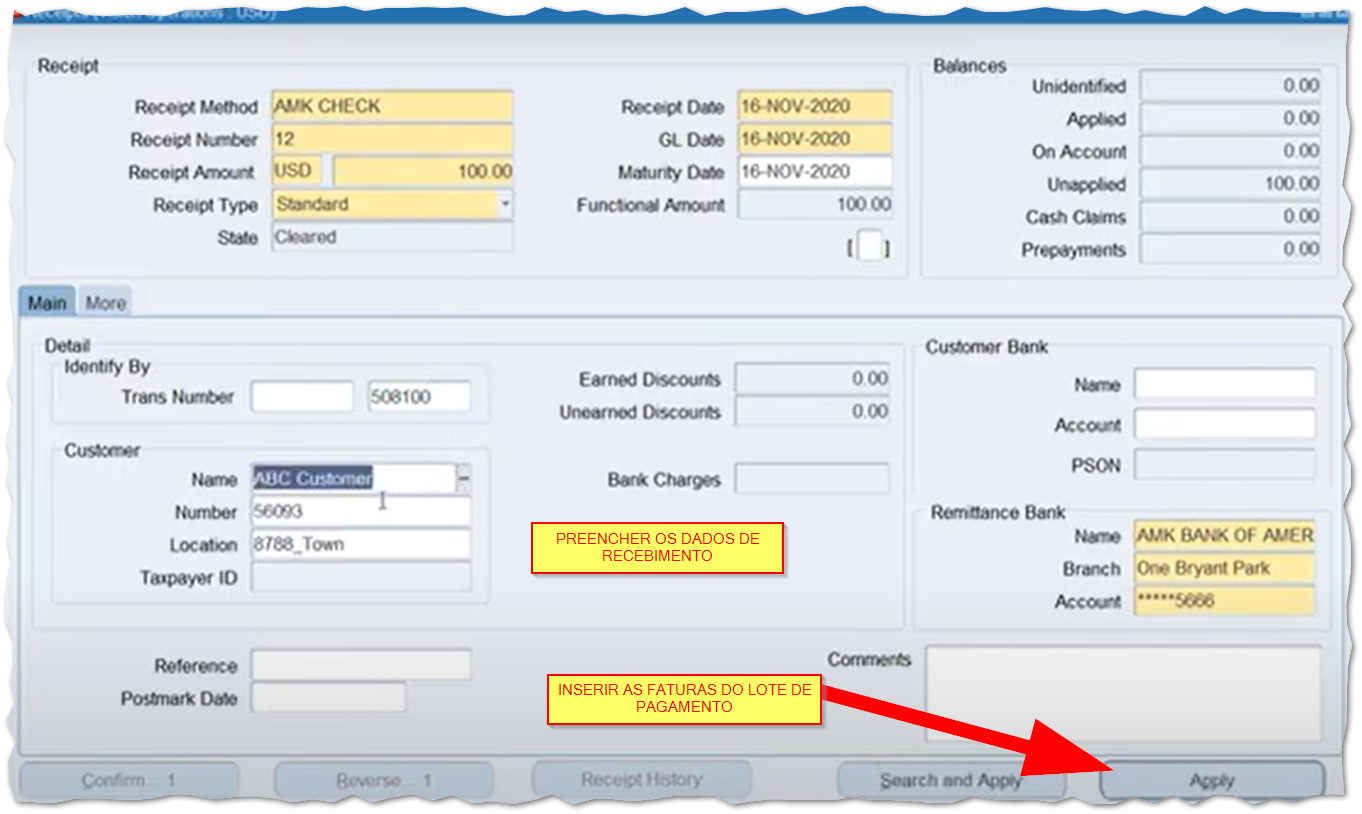 Receipts (Vision Operations : USD)
Receipt
Receipt Method AMK CHECK
Receipt Number 12
Receipt Amount USD 100.00
Receipt Type Standard
State Cleared
Receipt Date 16-NOV-2020
GL Date 16-NOV-2020
Maturity Date 16-NOV-2020
Functional Amount 100.00
[ ]
Balances
Unidentified 0.00
Applied 0.00
On Account 0.00
Unapplied 100.00
Cash Claims 0.00
Prepayments 0.00
Main More
Detail
Identify By
Trans Number 508100
Customer
Name ABC Customer
Number 56093
Location 8788_Town
Taxpayer ID
Earned Discounts 0.00
Unearned Discounts 0.00
Bank Charges
Customer Bank
Name
Account
PSON
Remittance Bank
Name AMK BANK OF AMER
Branch One Bryant Park
Account *****5666
PREENCHER OS DADOS DE
RECEBIMENTO
Reference
Postmark Date
Comments
INSERIR AS FATURAS DO LOTE DE
PAGAMENTO
Confirm... 1 Reverse... 1 Receipt History Search and Apply Apply